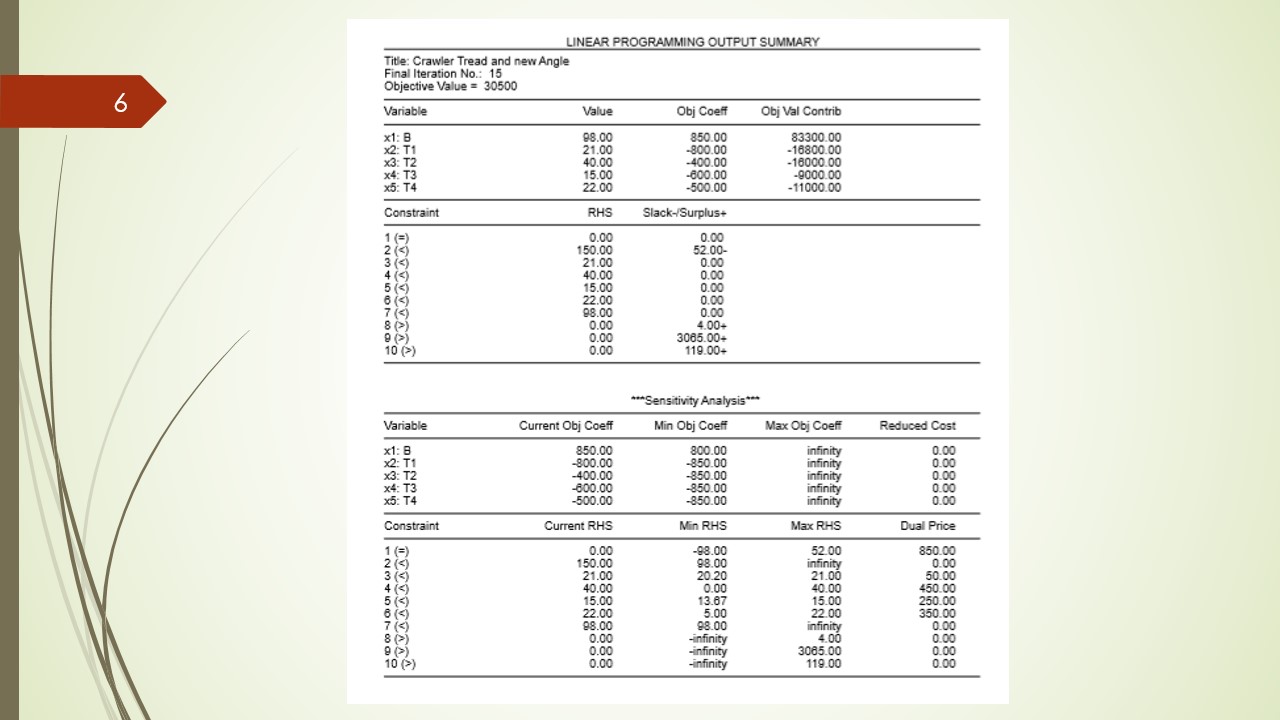 6
LINEAR PROGRAMMING OUTPUT SUMMARY
Title: Crawler Tread and new Angle
Final Iteration No.: 15
Objective Value = 30500
Variable Value Obj Coeff Obj Val Contrib
x1: B 98.00 850.00 83300.00
x2: T1 21.00 -800.00 -16800.00
x3: T2 40.00 -400.00 -16000.00
x4: T3 15.00 -600.00 -9000.00
x5: T4 22.00 -500.00 -11000.00
Constraint RHS Slack-/Surplus+
1 (=) 0.00 0.00
2 (<) 150.00 52.00-
3 (<) 21.00 0.00
4 (<) 40.00 0.00
5 (<) 15.00 0.00
6 (<) 22.00 0.00
7 (<) 98.00 0.00
8 (>) 0.00 4.00+
9 (>) 0.00 3065.00+
10 (>) 0.00 119.00+
***Sensitivity Analysis***
Variable Current Obj Coeff Min Obj Coeff Max Obj Coeff Reduced Cost
x1: B 850.00 800.00 infinity 0.00
x2: T1 -800.00 -850.00 infinity 0.00
x3: T2 -400.00 -850.00 infinity 0.00
x4: T3 -600.00 -850.00 infinity 0.00
x5: T4 -500.00 -850.00 infinity 0.00
Constraint Current RHS Min RHS Max RHS Dual Price
1 (=) 0.00 -98.00 52.00 850.00
2 (<) 150.00 98.00 infinity 0.00
3 (<) 21.00 20.20 21.00 50.00
4 (<) 40.00 0.00 40.00 450.00
5 (<) 15.00 13.67 15.00 250.00
6 (<) 22.00 5.00 22.00 350.00
7 (<) 98.00 98.00 infinity 0.00
8 (>) 0.00 -infinity 4.00 0.00
9 (>) 0.00 -infinity 3065.00 0.00
10 (>) 0.00 -infinity 119.00 0.00